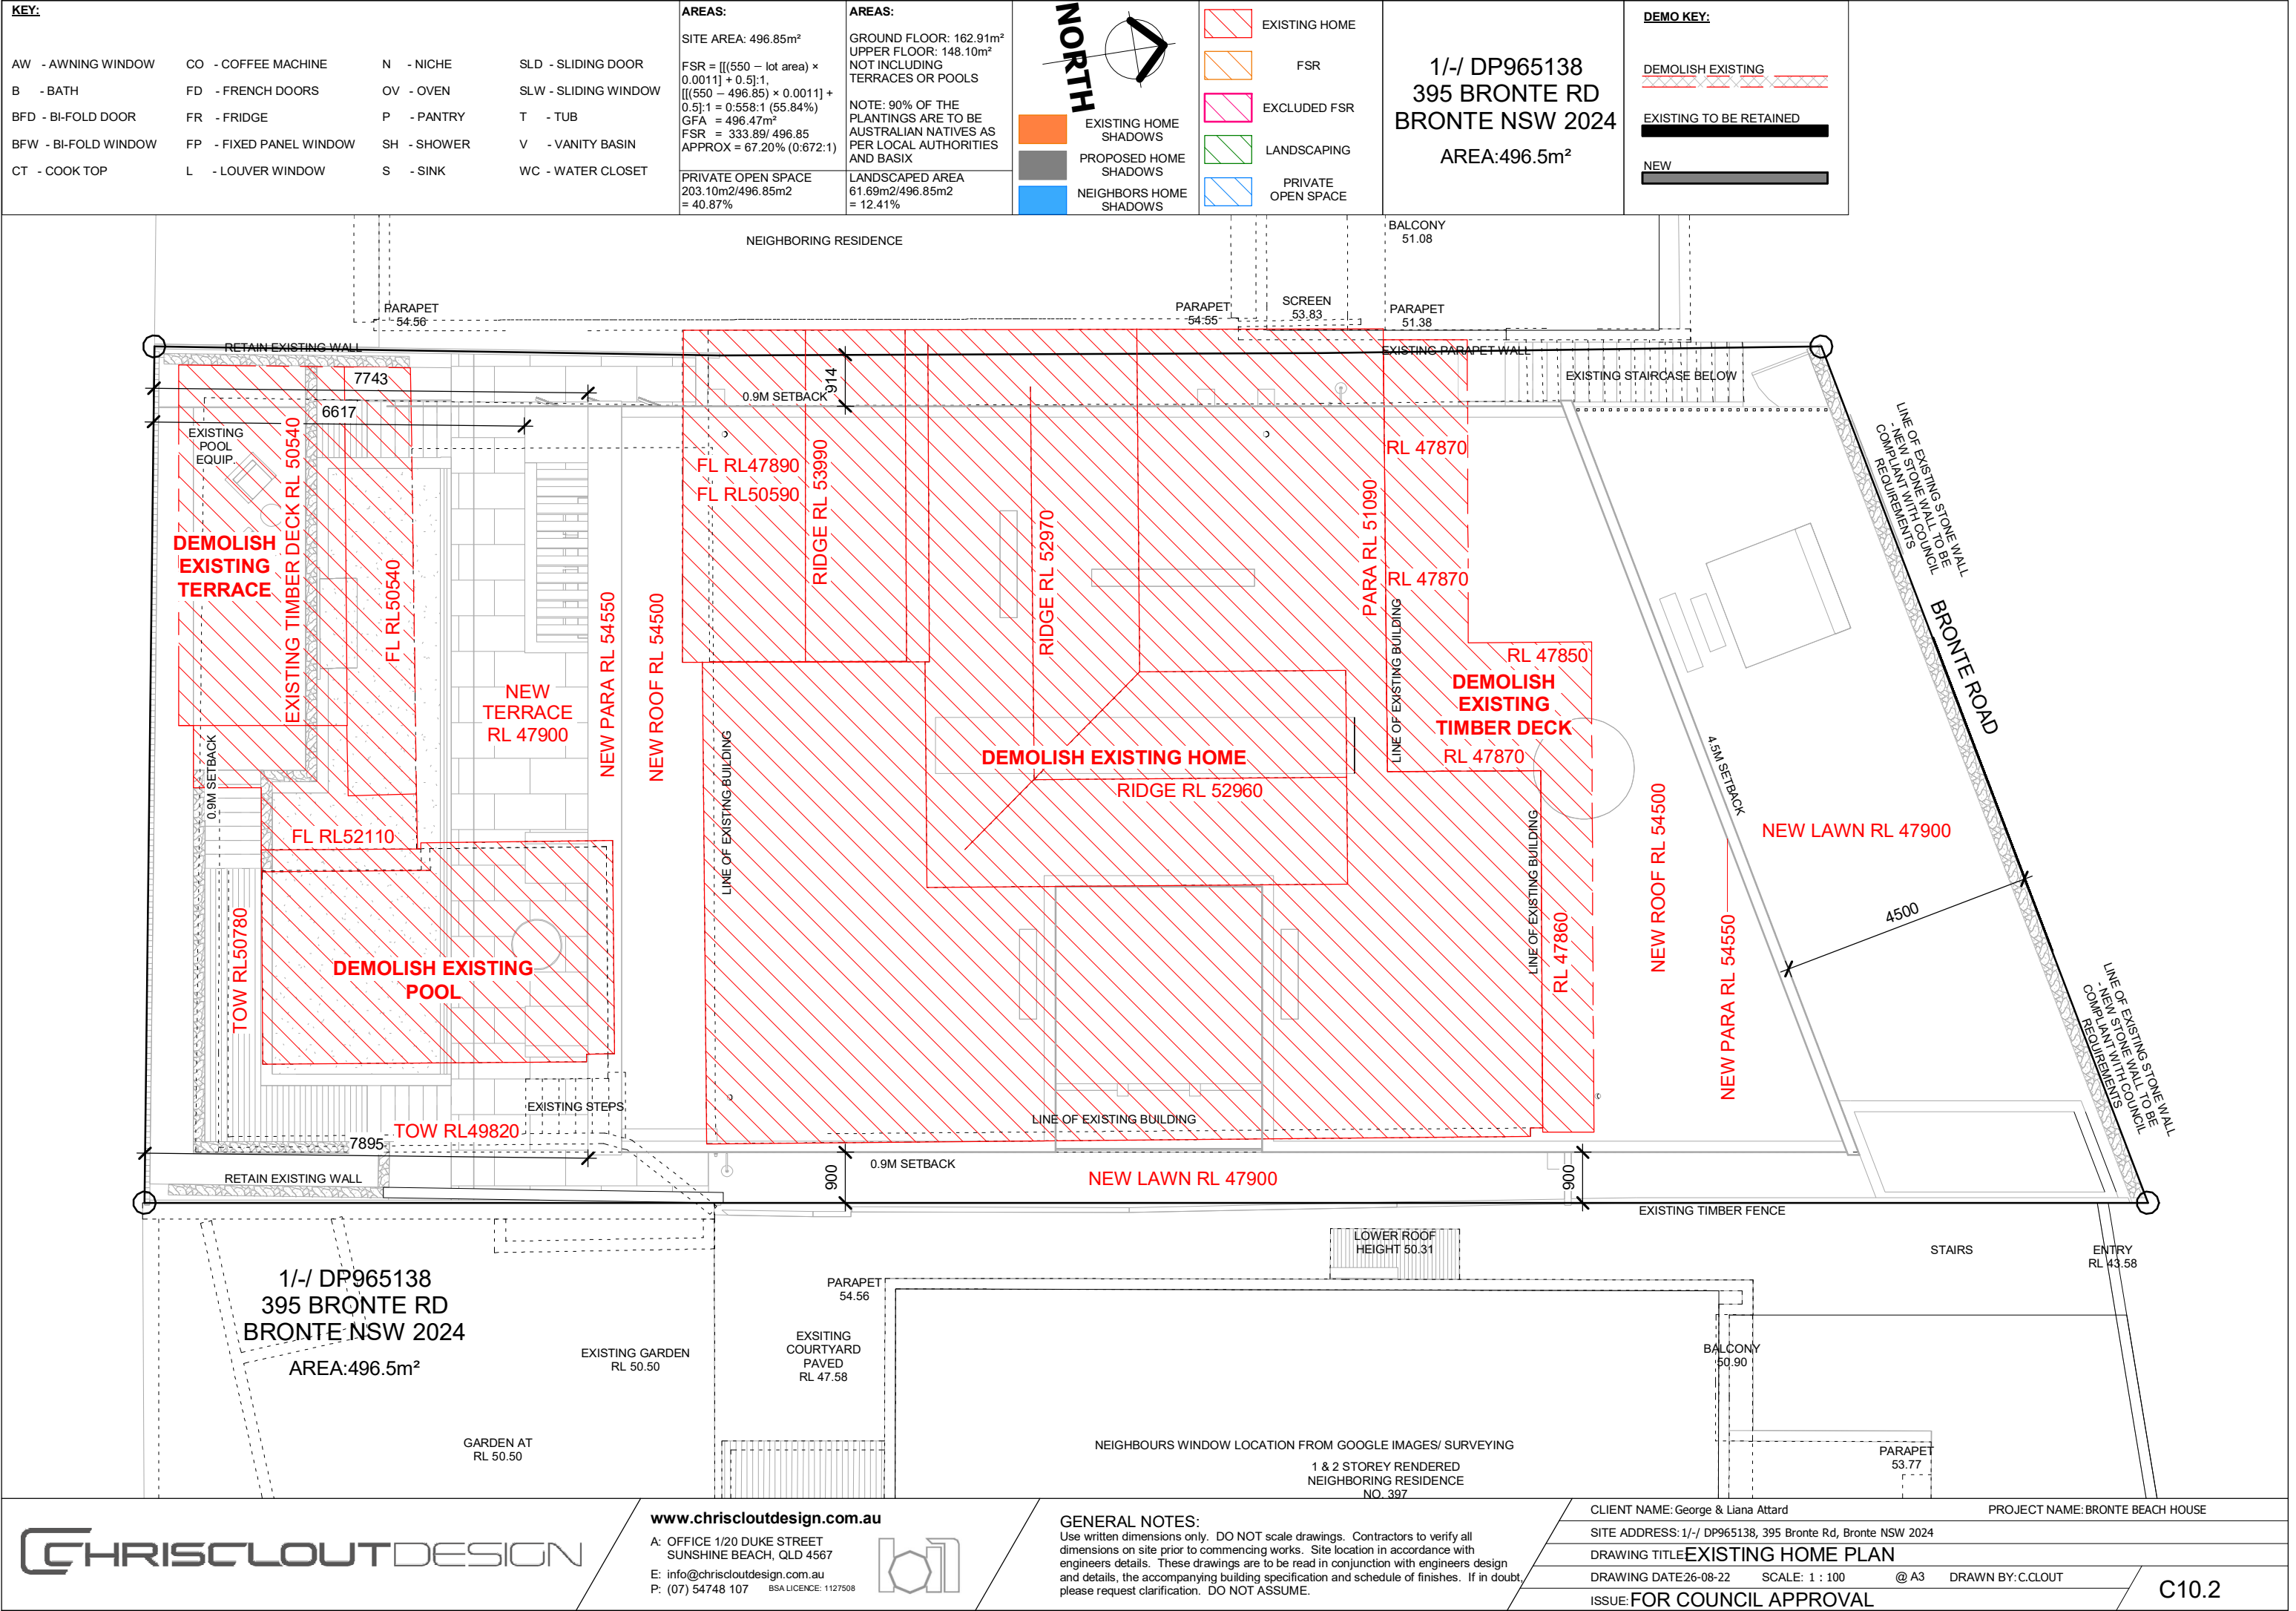 KEY:
AW - AWNING WINDOW
B - BATH
BFD - BI-FOLD DOOR
BFW - BI-FOLD WINDOW
CT - COOK TOP
CO - COFFEE MACHINE
FD - FRENCH DOORS
FR - FRIDGE
FP - FIXED PANEL WINDOW
L - LOUVER WINDOW
N - NICHE
OV - OVEN
P - PANTRY
SH - SHOWER
S - SINK
SLD - SLIDING DOOR
SLW - SLIDING WINDOW
T - TUB
V - VANITY BASIN
WC - WATER CLOSET
AREAS:
SITE AREA: 496.85m²
FSR = [[(550 – lot area) ×
0.0011] + 0.5]:1,
[[(550 – 496.85) × 0.0011] +
0.5]:1 = 0:558:1 (55.84%)
GFA = 496.47m²
FSR = 333.89/ 496.85
APPROX = 67.20% (0:672:1)
PRIVATE OPEN SPACE
203.10m2/496.85m2
= 40.87%
AREAS:
GROUND FLOOR: 162.91m²
UPPER FLOOR: 148.10m²
NOT INCLUDING
TERRACES OR POOLS
NOTE: 90% OF THE
PLANTINGS ARE TO BE
AUSTRALIAN NATIVES AS
PER LOCAL AUTHORITIES
AND BASIX
LANDSCAPED AREA
61.69m2/496.85m2
= 12.41%
NORTH
EXISTING HOME
SHADOWS
PROPOSED HOME
SHADOWS
NEIGHBORS HOME
SHADOWS
EXISTING HOME
FSR
EXCLUDED FSR
LANDSCAPING
PRIVATE
OPEN SPACE
1/-/ DP965138
395 BRONTE RD
BRONTE NSW 2024
AREA:496.5m²
DEMO KEY:
DEMOLISH EXISTING
EXISTING TO BE RETAINED
NEW
NEIGHBORING RESIDENCE
BALCONY
51.08
PARAPET
54.56
PARAPET
54.55
SCREEN
53.83
PARAPET
51.38
RETAIN EXISTING WALL
EXISTING PARAPET WALL
EXISTING STAIRCASE BELOW
7743
6617
914
0.9M SETBACK
EXISTING
POOL
EQUIP.
DEMOLISH
EXISTING
TERRACE
EXISTING TIMBER DECK RL 50540
FL RL50540
FL RL47890
FL RL50590
RIDGE RL 53990
RIDGE RL 52970
RL 47870
PARA RL 51090
RL 47870
LINE OF EXISTING BUILDING
NEW
TERRACE
RL 47900
NEW PARA RL 54550
NEW ROOF RL 54500
LINE OF EXISTING BUILDING
DEMOLISH EXISTING HOME
RIDGE RL 52960
RL 47850
DEMOLISH
EXISTING
TIMBER DECK
RL 47870
LINE OF EXISTING BUILDING
RL 47860
NEW ROOF RL 54500
NEW PARA RL 54550
4.5M SETBACK
NEW LAWN RL 47900
4500
LINE OF EXISTING STONE WALL
- NEW STONE WALL TO BE
COMPLIANT WITH COUNCIL
REQUIREMENTS
BRONTE ROAD
LINE OF EXISTING STONE WALL
- NEW STONE WALL TO BE
COMPLIANT WITH COUNCIL
REQUIREMENTS
0.9M SETBACK
FL RL52110
TOW RL50780
DEMOLISH EXISTING
POOL
EXISTING STEPS
TOW RL49820
7895
RETAIN EXISTING WALL
LINE OF EXISTING BUILDING
900
0.9M SETBACK
NEW LAWN RL 47900
900
EXISTING TIMBER FENCE
LOWER ROOF
HEIGHT 50.31
STAIRS
ENTRY
RL 43.58
1/-/ DP965138
395 BRONTE RD
BRONTE NSW 2024
AREA:496.5m²
PARAPET
54.56
EXISTING GARDEN
RL 50.50
EXSITING
COURTYARD
PAVED
RL 47.58
BALCONY
50.90
GARDEN AT
RL 50.50
NEIGHBOURS WINDOW LOCATION FROM GOOGLE IMAGES/ SURVEYING
1 & 2 STOREY RENDERED
NEIGHBORING RESIDENCE
NO. 397
PARAPET
53.77
CHRISCLOUTDESIGN
www.chriscloutdesign.com.au
A: OFFICE 1/20 DUKE STREET
SUNSHINE BEACH, QLD 4567
E: info@chriscloutdesign.com.au
P: (07) 54748 107 BSA LICENCE: 1127508
GENERAL NOTES:
Use written dimensions only. DO NOT scale drawings. Contractors to verify all
dimensions on site prior to commencing works. Site location in accordance with
engineers details. These drawings are to be read in conjunction with engineers design
and details, the accompanying building specification and schedule of finishes. If in doubt,
please request clarification. DO NOT ASSUME.
CLIENT NAME: George & Liana Attard PROJECT NAME: BRONTE BEACH HOUSE
SITE ADDRESS: 1/-/ DP965138, 395 Bronte Rd, Bronte NSW 2024
DRAWING TITLE: EXISTING HOME PLAN
DRAWING DATE: 26-08-22 SCALE: 1 : 100 @ A3 DRAWN BY: C.CLOUT
ISSUE: FOR COUNCIL APPROVAL
C10.2